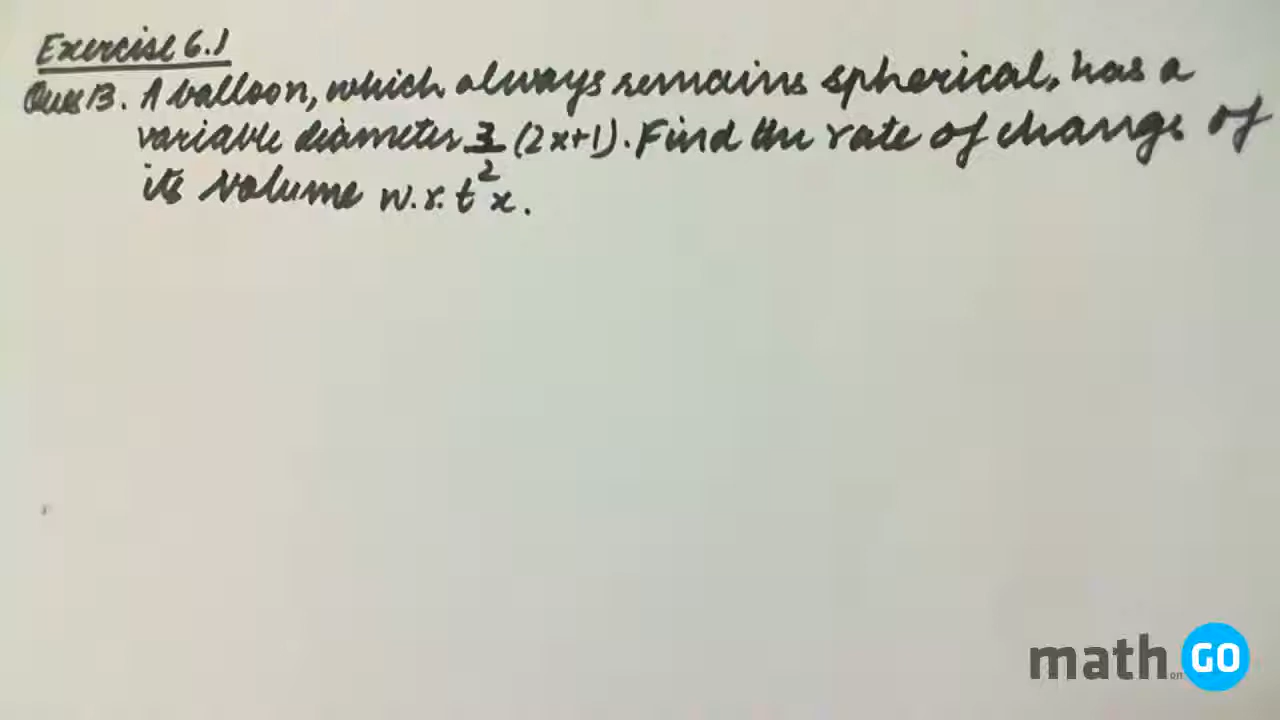 Exercise 6.1
Ques 13. A balloon, which always remains spherical, has a
variable diameter 3/2 (2x+1). Find the rate of change of
its volume w.r.t x.
math on GO